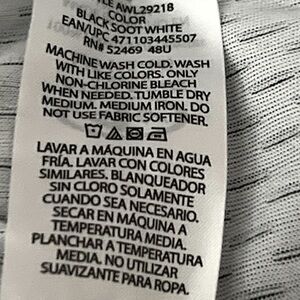 AWL29218
COLOR
BLACK SOOT WHITE
EAN/UPC 471103445507
RN# 52469 48U
MACHINE WASH COLD. WASH
WITH LIKE COLORS. ONLY
NON-CHLORINE BLEACH
WHEN NEEDED. TUMBLE DRY
MEDIUM. MEDIUM IRON. DO
NOT USE FABRIC SOFTENER.
LAVAR A MÁQUINA EN AGUA
FRÍA. LAVAR CON COLORES
SIMILARES. BLANQUEADOR
SIN CLORO SOLAMENTE
CUANDO SEA NECESARIO.
SECAR EN MÁQUINA A
TEMPERATURA MEDIA.
PLANCHAR A TEMPERATURA
MEDIA. NO UTILIZAR
SUAVIZANTE PARA ROPA.